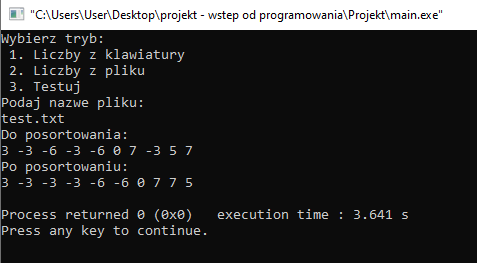 "C:\Users\User\Desktop\projekt - wstep od programowania\Projekt\main.exe"
Wybierz tryb:
1. Liczby z klawiatury
2. Liczby z pliku
3. Testuj
Podaj nazwe pliku:
test.txt
Do posortowania:
3 -3 -6 -3 -6 0 7 -3 5 7
Po posortowaniu:
3 -3 -3 -3 -6 -6 0 7 7 5
Process returned 0 (0x0)   execution time : 3.641 s
Press any key to continue.